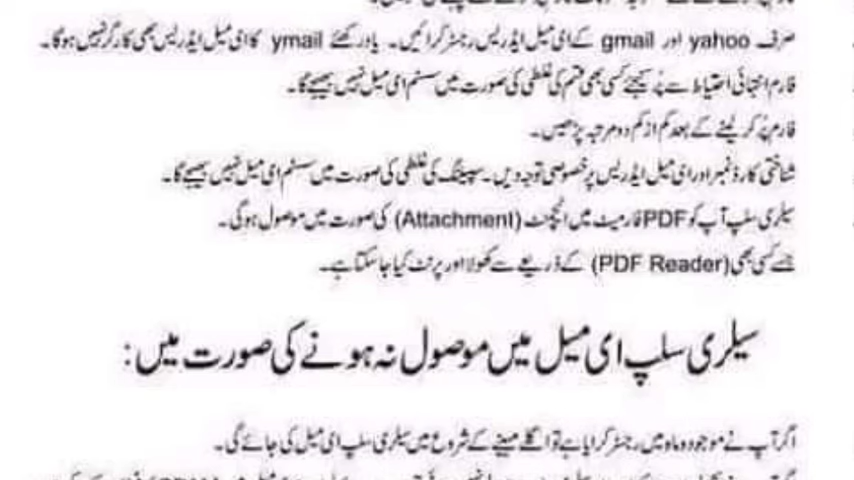 صرف yahoo اور gmail کے ای میل ایڈریس رجسٹر کرائیں۔ یاد رکھئے ymail کا ای میل ایڈریس بھی کارگر نہیں ہوگا۔
فارم انتہائی احتیاط سے پُر کیجئے کسی بھی قسم کی غلطی کی صورت میں سسٹم ای میل نہیں بھیجے گا۔
فارم پُر کر لینے کے بعد کم از کم دو مرتبہ پڑھیں۔
شناختی کارڈ نمبر اور ای میل ایڈریس پر خصوصی توجہ دیں۔ سپیلنگ کی غلطی کی صورت میں سسٹم ای میل نہیں بھیجے گا۔
سیلری سلپ آپ کو PDF فارمیٹ میں اٹیچمنٹ (Attachment) کی صورت میں موصول ہوگی۔
جسے کسی بھی (PDF Reader) کے ذریعے سے کھولا اور پرنٹ کیا جا سکتا ہے۔
سیلری سلپ ای میل میں موصول نہ ہونے کی صورت میں:
اگر آپ نے موجودہ ماہ میں رجسٹر کرایا ہے تو اگلے مہینے کے شروع میں سیلری سلپ ای میل کی جائے گی۔